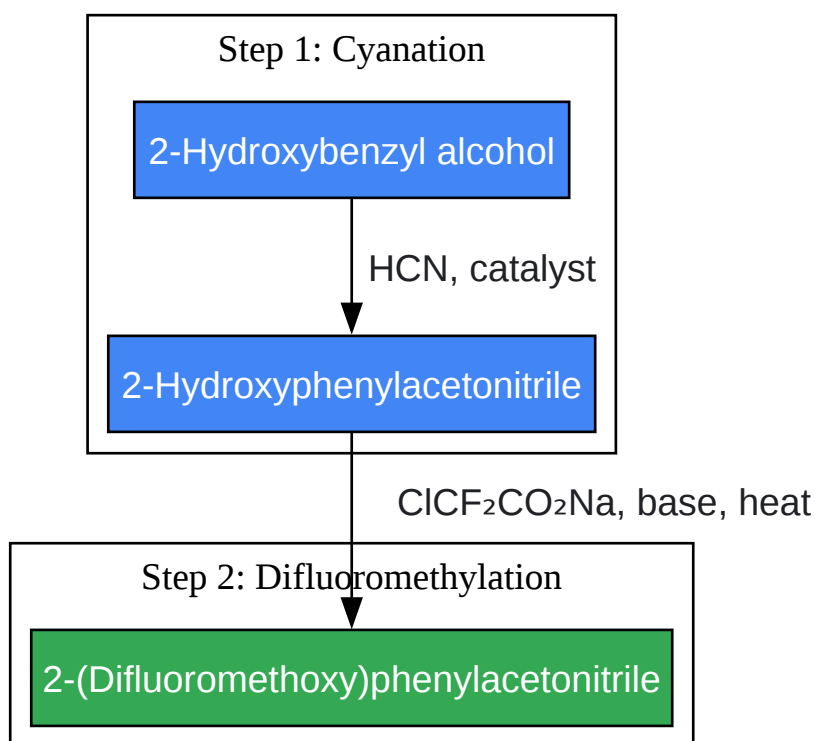 Step 1: Cyanation
2-Hydroxybenzyl alcohol
HCN, catalyst
2-Hydroxyphenylacetonitrile
ClCF₂CO₂Na, base, heat
Step 2: Difluoromethylation
2-(Difluoromethoxy)phenylacetonitrile